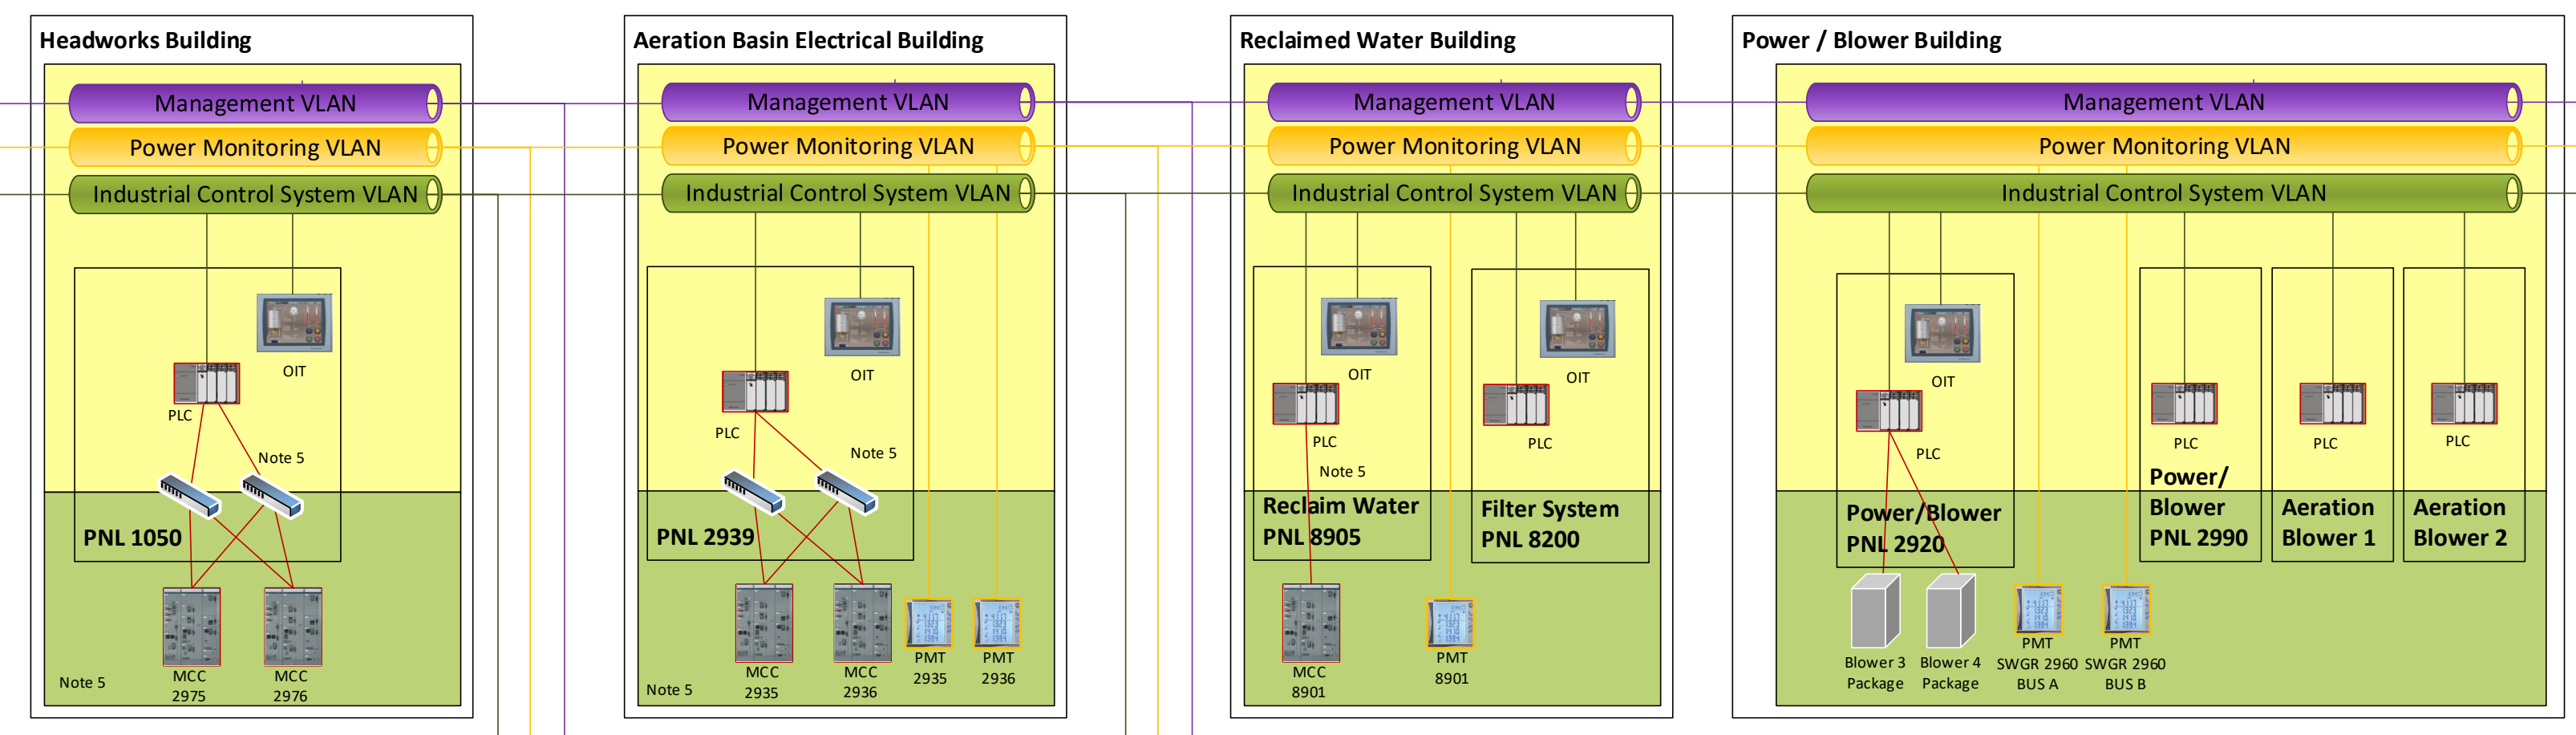 Headworks Building
Management VLAN
Power Monitoring VLAN
Industrial Control System VLAN
OIT
PLC
Note 5
PNL 1050
MCC
2975
MCC
2976
Note 5
Aeration Basin Electrical Building
Management VLAN
Power Monitoring VLAN
Industrial Control System VLAN
OIT
PLC
Note 5
PNL 2939
MCC
2935
MCC
2936
PMT
2935
PMT
2936
Note 5
Reclaimed Water Building
Management VLAN
Power Monitoring VLAN
Industrial Control System VLAN
OIT
PLC
Note 5
Reclaim Water
PNL 8905
OIT
PLC
Filter System
PNL 8200
MCC
8901
PMT
8901
Power / Blower Building
Management VLAN
Power Monitoring VLAN
Industrial Control System VLAN
OIT
PLC
Power/Blower
PNL 2920
PLC
Power/
Blower
PNL 2990
PLC
Aeration
Blower 1
PLC
Aeration
Blower 2
Blower 3
Package
Blower 4
Package
PMT
SWGR 2960
BUS A
PMT
SWGR 2960
BUS B